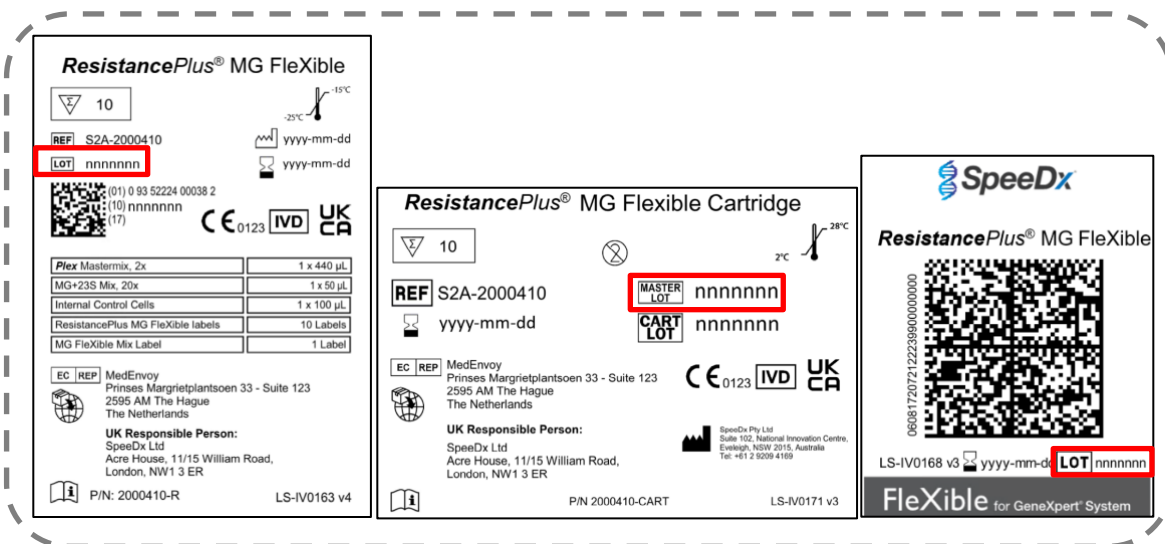 ResistancePlus® MG FleXible
Σ 10
-15°C
-25°C
REF S2A-2000410
yyyy-mm-dd
LOT nnnnnnn
yyyy-mm-dd
(01) 0 93 52224 00038 2
(10) nnnnnnn
(17)
CE 0123 IVD UK CA
Plex Mastermix, 2x 1 x 440 µL
MG+23S Mix, 20x 1 x 50 µL
Internal Control Cells 1 x 100 µL
ResistancePlus MG FleXible labels 10 Labels
MG FleXible Mix Label 1 Label
EC REP MedEnvoy
Prinses Margrietplantsoen 33 - Suite 123
2595 AM The Hague
The Netherlands
UK Responsible Person:
SpeeDx Ltd
Acre House, 11/15 William Road,
London, NW1 3 ER
i P/N: 2000410-R LS-IV0163 v4
ResistancePlus® MG Flexible Cartridge
Σ 10
2
28°C
2°C
REF S2A-2000410
MASTER LOT nnnnnnn
yyyy-mm-dd
CART LOT nnnnnnn
EC REP MedEnvoy
Prinses Margrietplantsoen 33 - Suite 123
2595 AM The Hague
The Netherlands
CE 0123 IVD UK CA
UK Responsible Person:
SpeeDx Ltd
Acre House, 11/15 William Road,
London, NW1 3 ER
SpeeDx Pty Ltd
Suite 102, National Innovation Centre,
Eveleigh, NSW 2015, Australia
Tel: +61 2 9209 4169
i P/N 2000410-CART LS-IV0171 v3
SpeeDx
ResistancePlus® MG FleXible
0608172072122239900000000
LS-IV0168 v3 yyyy-mm-dd LOT nnnnnnn
FleXible for GeneXpert® System